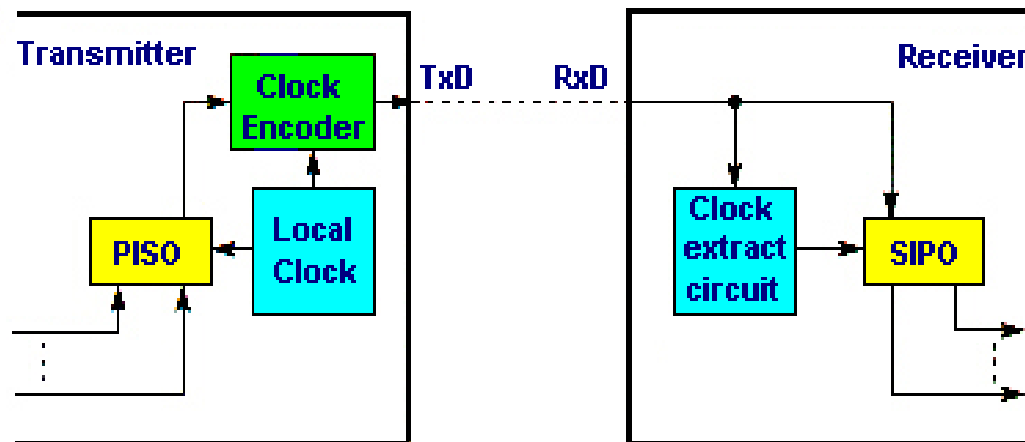 Transmitter
Clock
Encoder
TxD
RxD
Receiver
PISO
Local
Clock
Clock
extract
circuit
SIPO